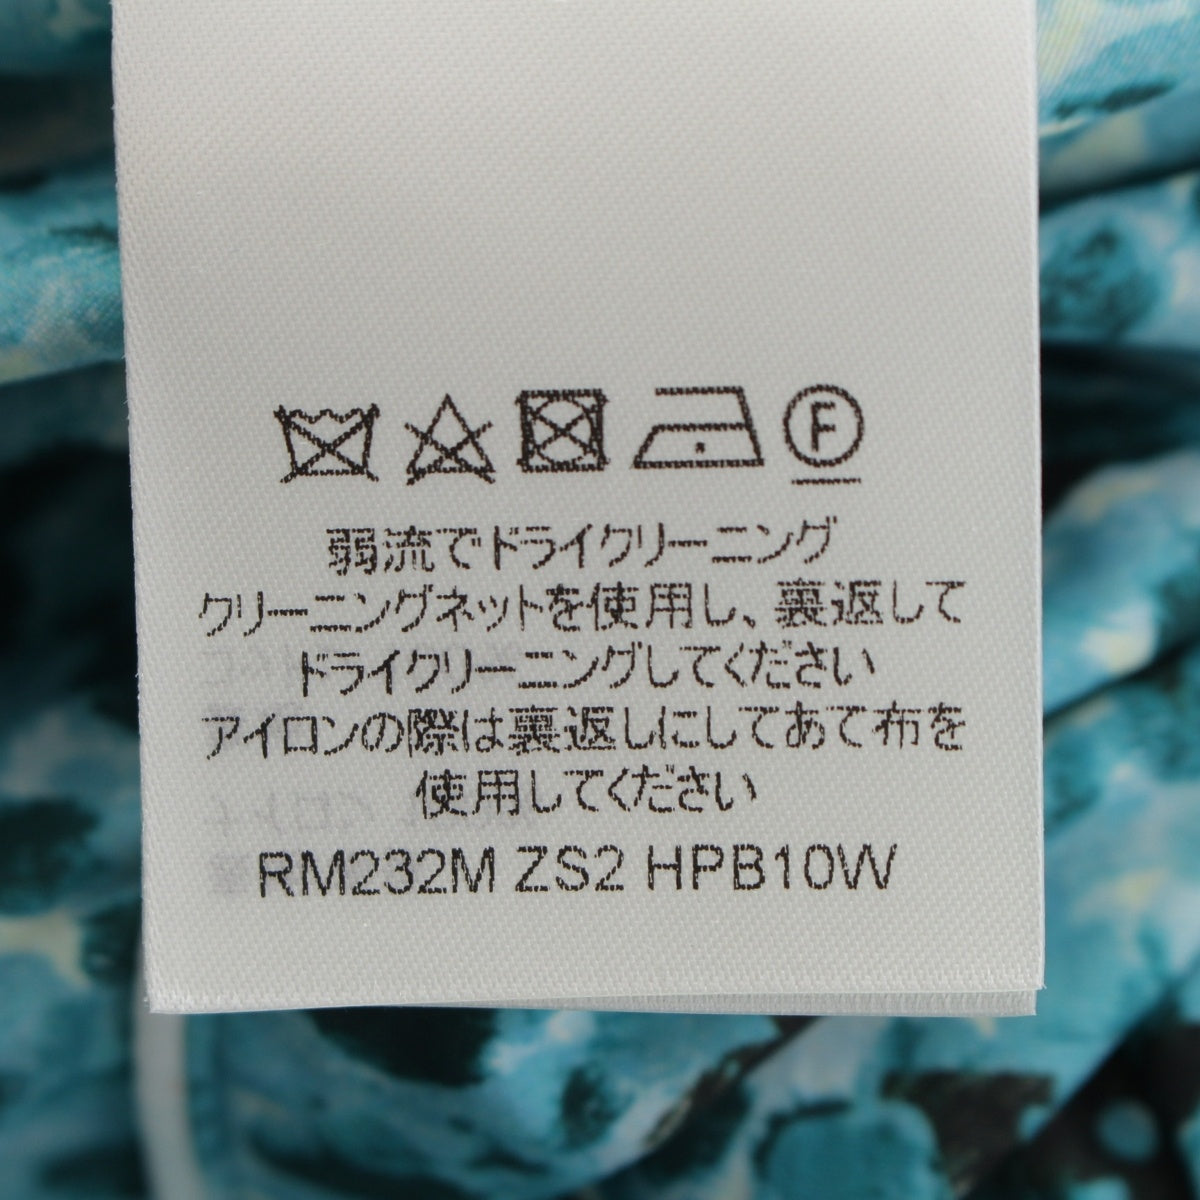 F
弱流でドライクリーニング
クリーニングネットを使用し、裏返して
ドライクリーニングしてください
アイロンの際は裏返しにしてあて布を
使用してください
RM232M ZS2 HPB10W